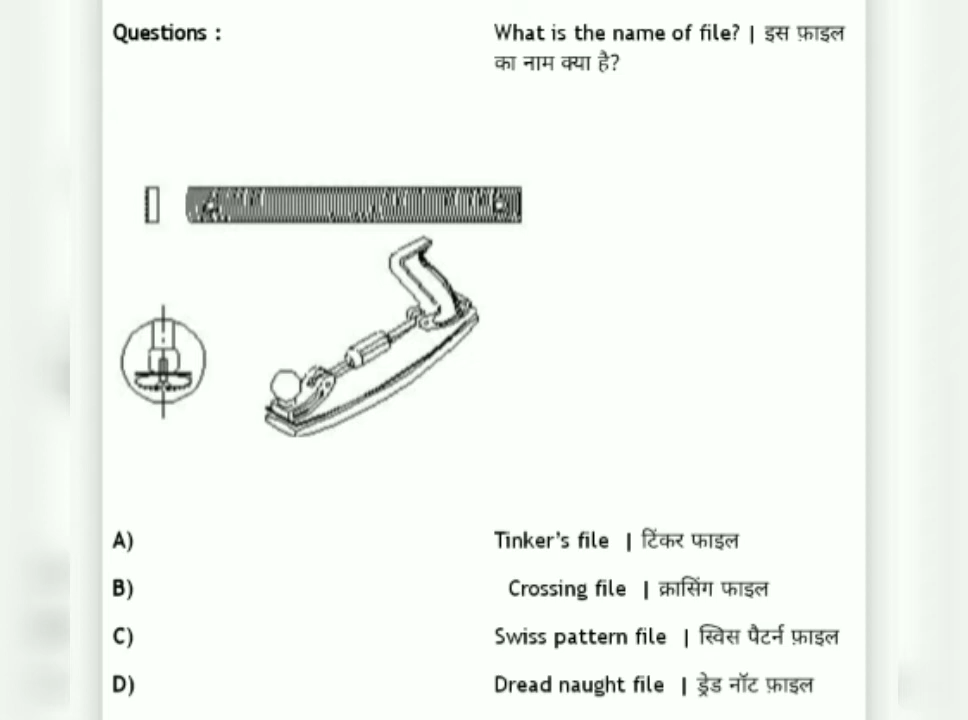 Questions :
What is the name of file? | इस फ़ाइल
का नाम क्या है?
A) Tinker's file | टिंकर फाइल
B) Crossing file | क्रासिंग फाइल
C) Swiss pattern file | स्विस पैटर्न फ़ाइल
D) Dread naught file | ड्रेड नॉट फ़ाइल